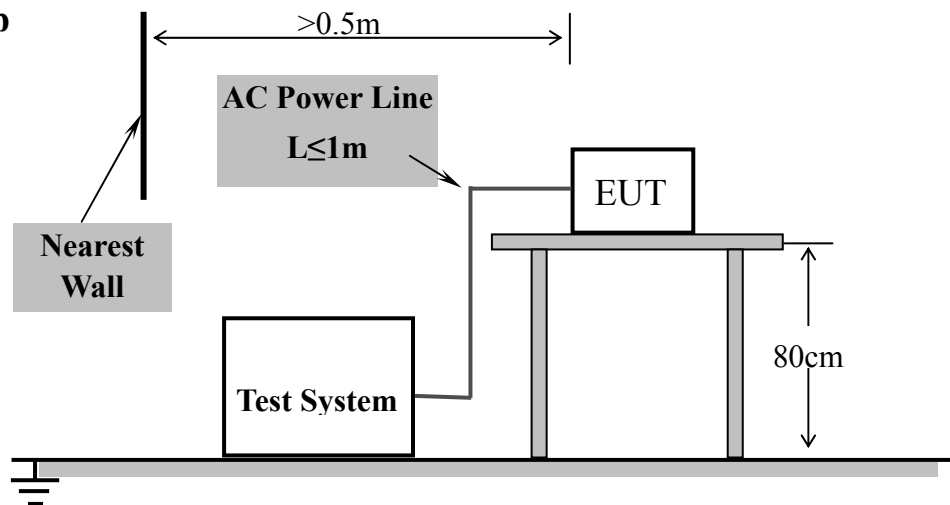 p
>0.5m
AC Power Line
L≤1m
EUT
Nearest
Wall
80cm
Test System